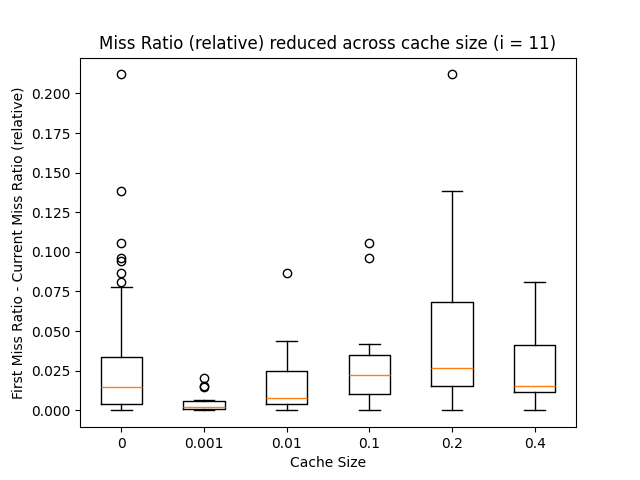 Miss Ratio (relative) reduced across cache size (i = 11)
First Miss Ratio - Current Miss Ratio (relative)
0.200
0.175
0.150
0.125
0.100
0.075
0.050
0.025
0.000
0 0.001 0.01 0.1 0.2 0.4
Cache Size